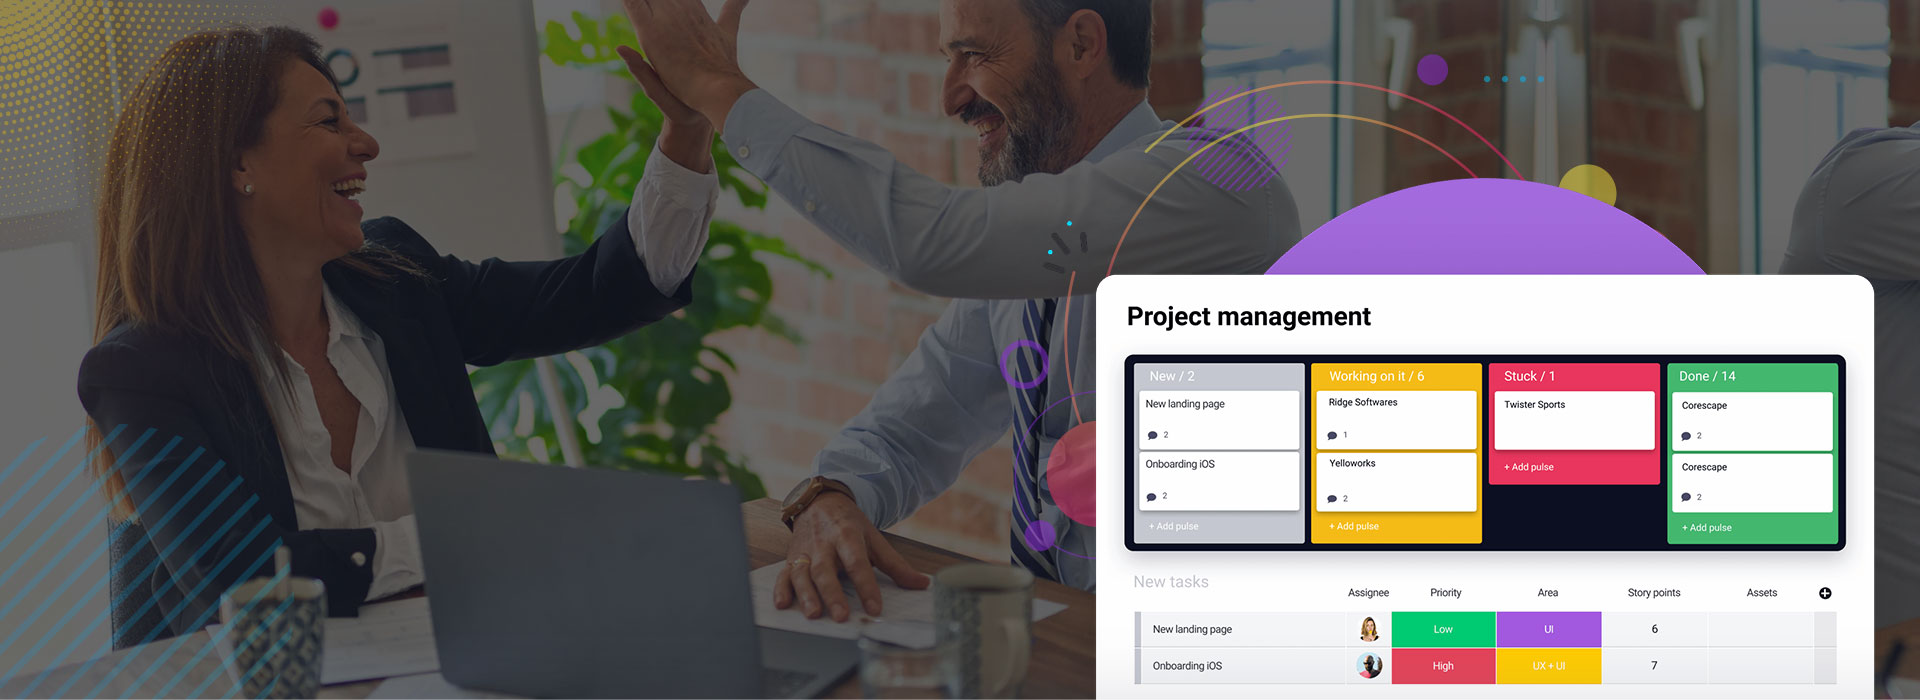 Project management
New / 2
New landing page
2
Onboarding iOS
2
+ Add pulse
Working on it / 6
Ridge Softwares
1
Yelloworks
2
+ Add pulse
Stuck / 1
Twister Sports
+ Add pulse
Done / 14
Corescape
2
Corescape
2
+ Add pulse
New tasks
Assignee Priority Area Story points Assets
New landing page Low UI 6
Onboarding iOS High UX + UI 7